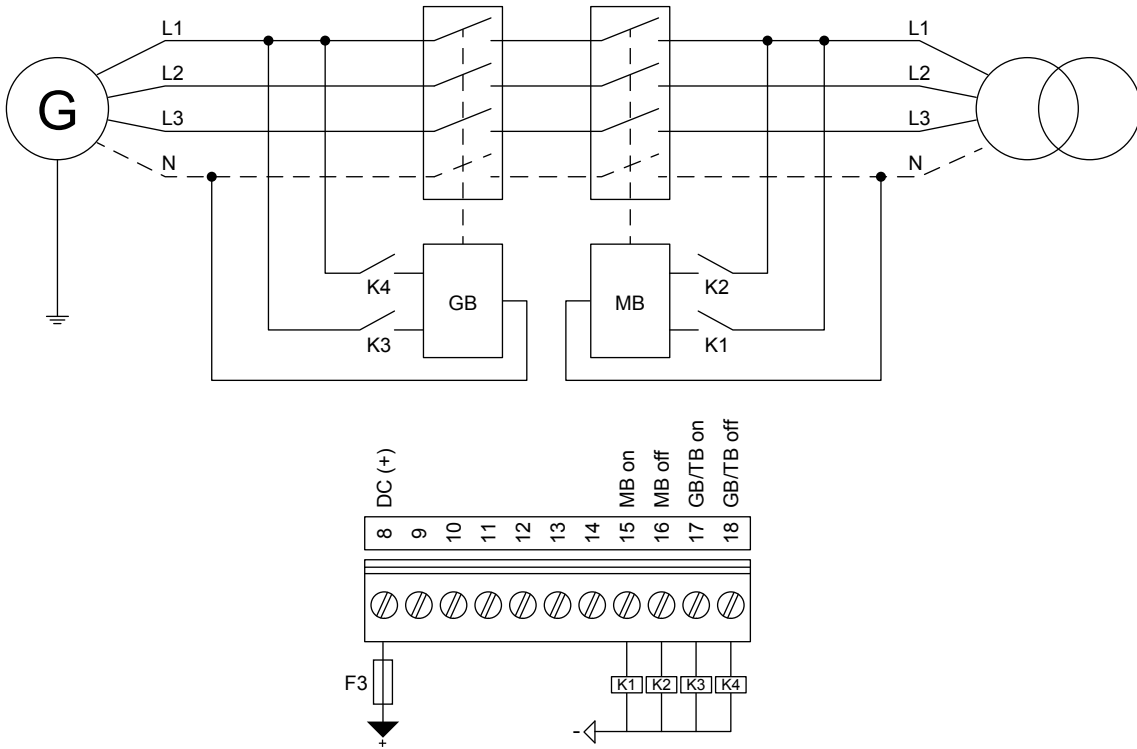 L1
L1
L2
L2
G
L3
L3
N
N
K4
K2
GB
MB
K3
K1
DC (+)
MB on
MB off
GB/TB on
GB/TB off
8 9 10 11 12 13 14 15 16 17 18
F3
K1 K2 K3 K4
-
+